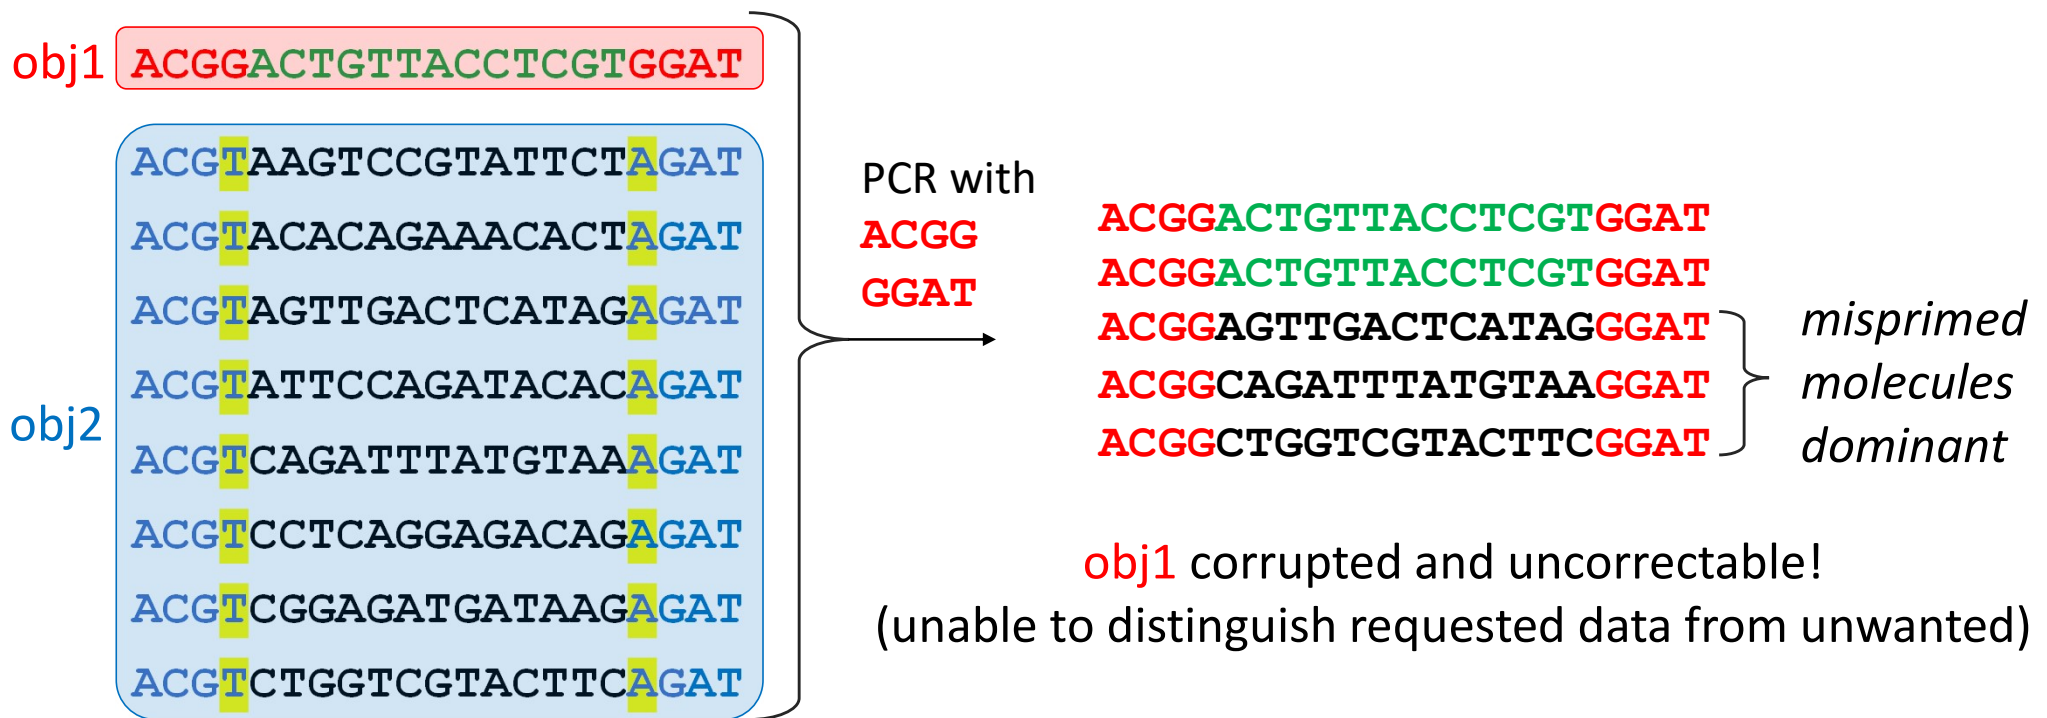 obj1
ACGGACTGTTACCTCGTGGAT
obj2
ACGTAAGTCCGTATTCTAGAT
ACGTACACAGAAACACTAGAT
ACGTAGTTGACTCATAGAGAT
ACGTATTCCAGATACACAGAT
ACGTCAGATTTATGTAAAGAT
ACGTCCTCAGGAGACAGAGAT
ACGTCGGAGATGATAAGAGAT
ACGTCTGGTCGTACTTCAGAT
PCR with
ACGG
GGAT
ACGGACTGTTACCTCGTGGAT
ACGGACTGTTACCTCGTGGAT
ACGGAGTTGACTCATAGGGAT
ACGGCAGATTTATGTAAGGAT
ACGGCTGGTCGTACTTCGGAT
misprimed
molecules
dominant
obj1 corrupted and uncorrectable!
(unable to distinguish requested data from unwanted)